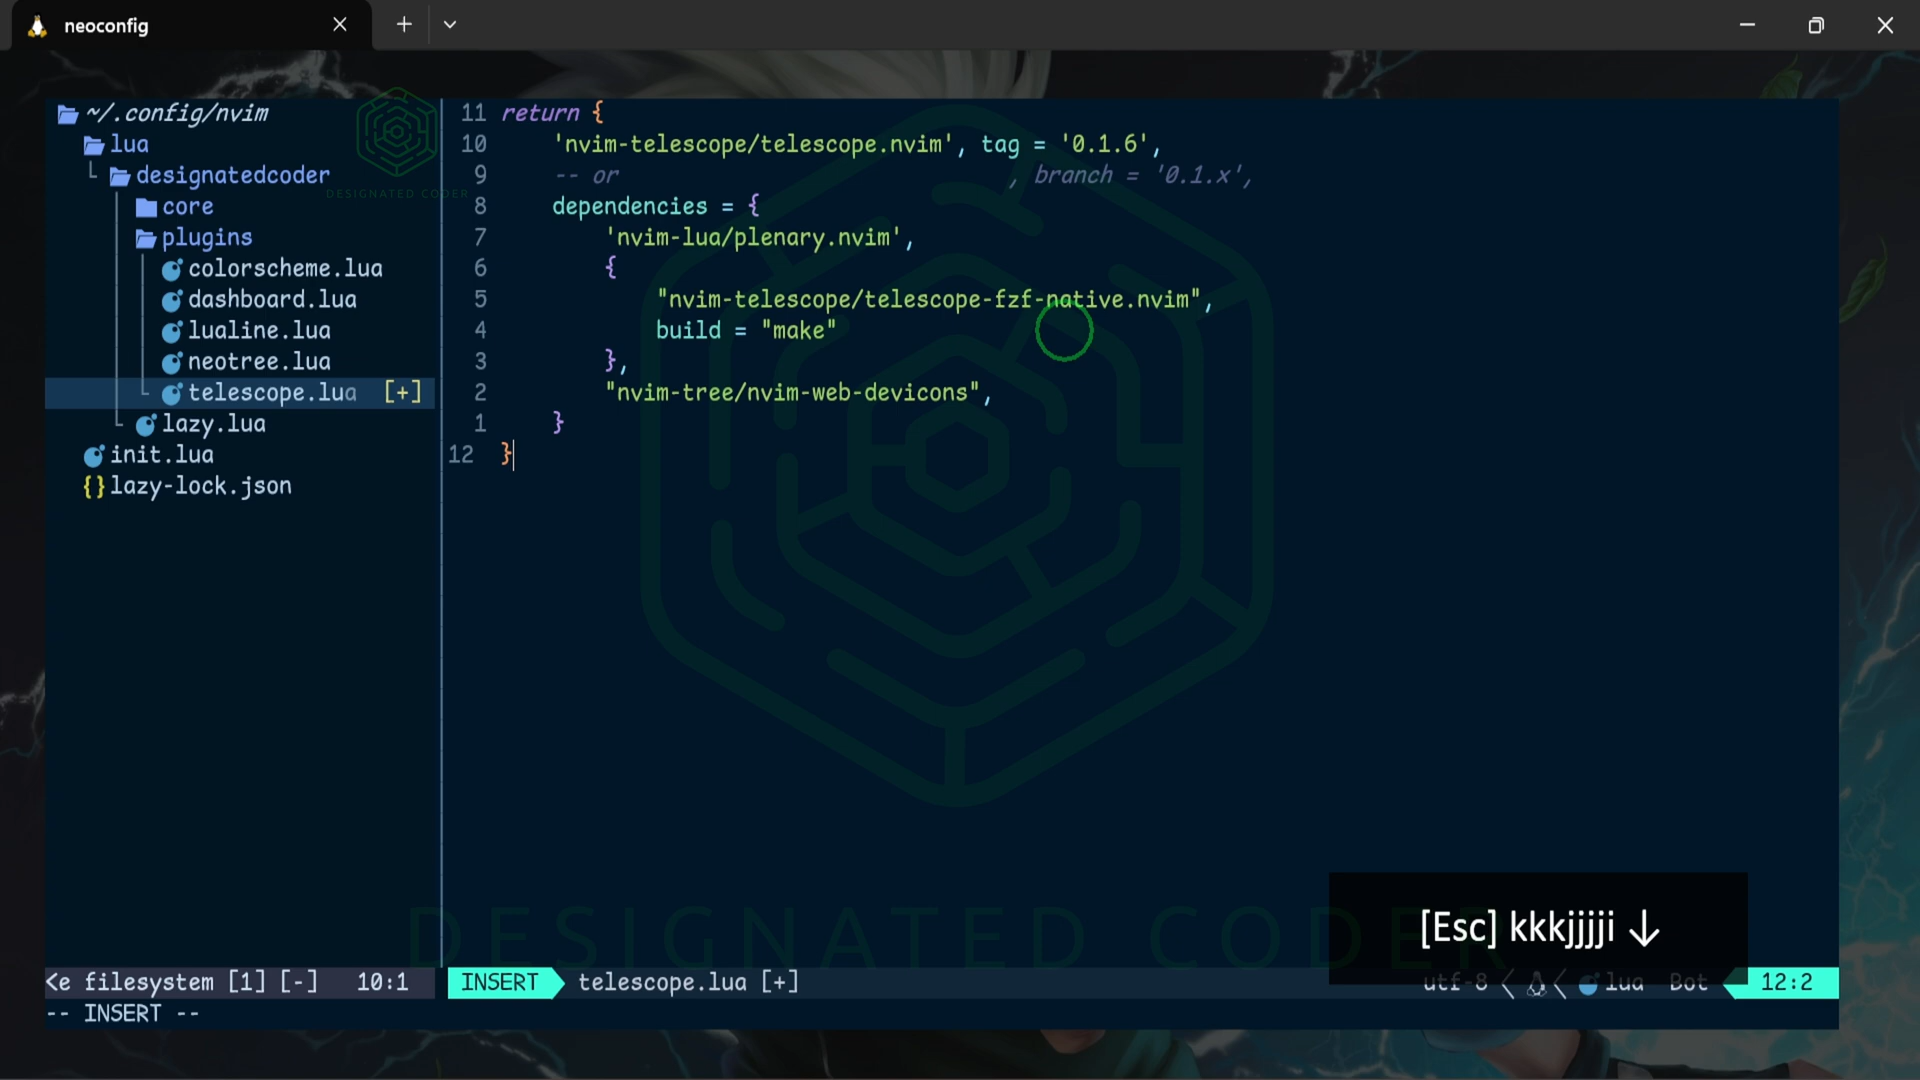 neoconfig
~/.config/nvim
lua
designatedcoder
core
plugins
colorscheme.lua
dashboard.lua
lualine.lua
neotree.lua
telescope.lua [+]
lazy.lua
init.lua
{} lazy-lock.json
DESIGNATED CODER
11 return {
10 'nvim-telescope/telescope.nvim', tag = '0.1.6',
9 -- or , branch = '0.1.x',
8 dependencies = {
7 'nvim-lua/plenary.nvim',
6 {
5 "nvim-telescope/telescope-fzf-native.nvim",
4 build = "make"
3 },
2 "nvim-tree/nvim-web-devicons",
1 }
12 }
DESIGNATED CODER
[Esc] kkkjjjji ↓
<e filesystem [1] [-] 10:1
INSERT telescope.lua [+] utf-8 lua Bot 12:2
-- INSERT --